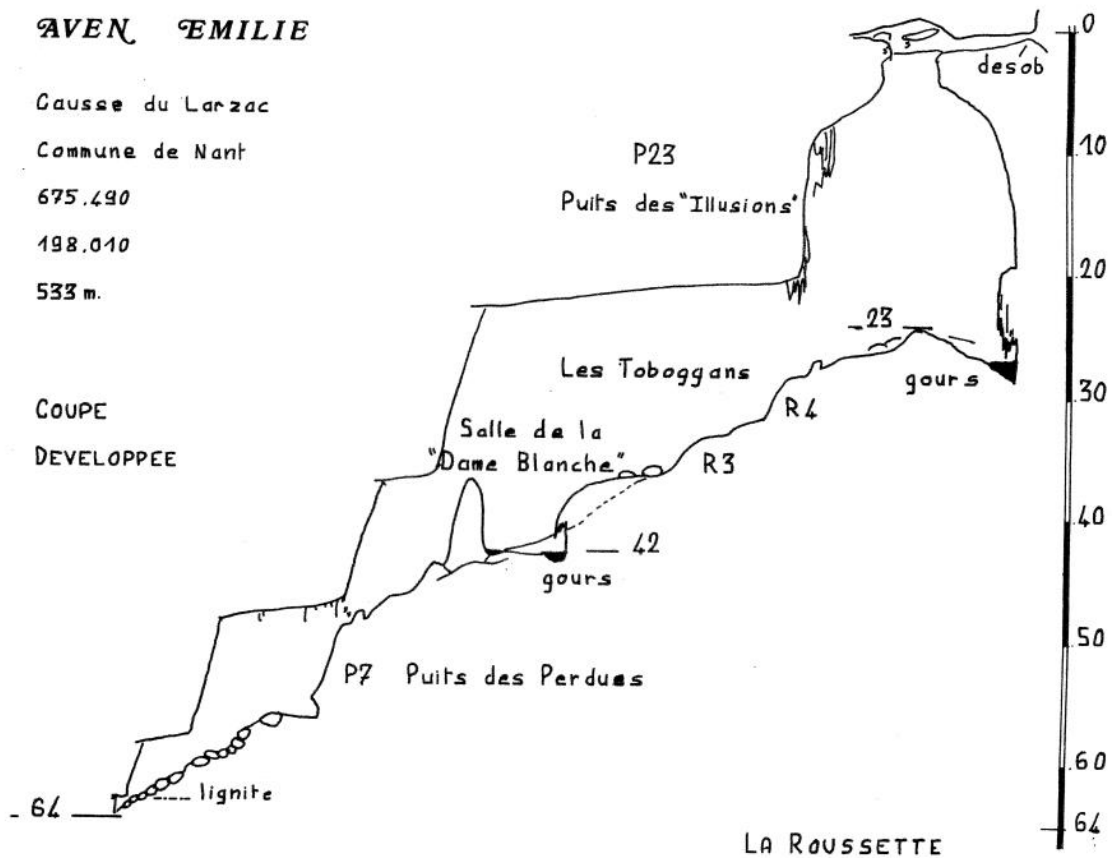 AVEN EMILIE
Causse du Larzac
Commune de Nant
675.490
198.010
533 m.
COUPE
DEVELOPPEE
désob
P23
Puits des "Illusions"
- 23 —
Les Toboggans
gours
R4
Salle de la
"Dame Blanche"
R3
— 42
gours
P7 Puits des Perdues
lignite
- 64 —
LA ROUSSETTE
0
.10
.20
.30
.40
.50
.60
64